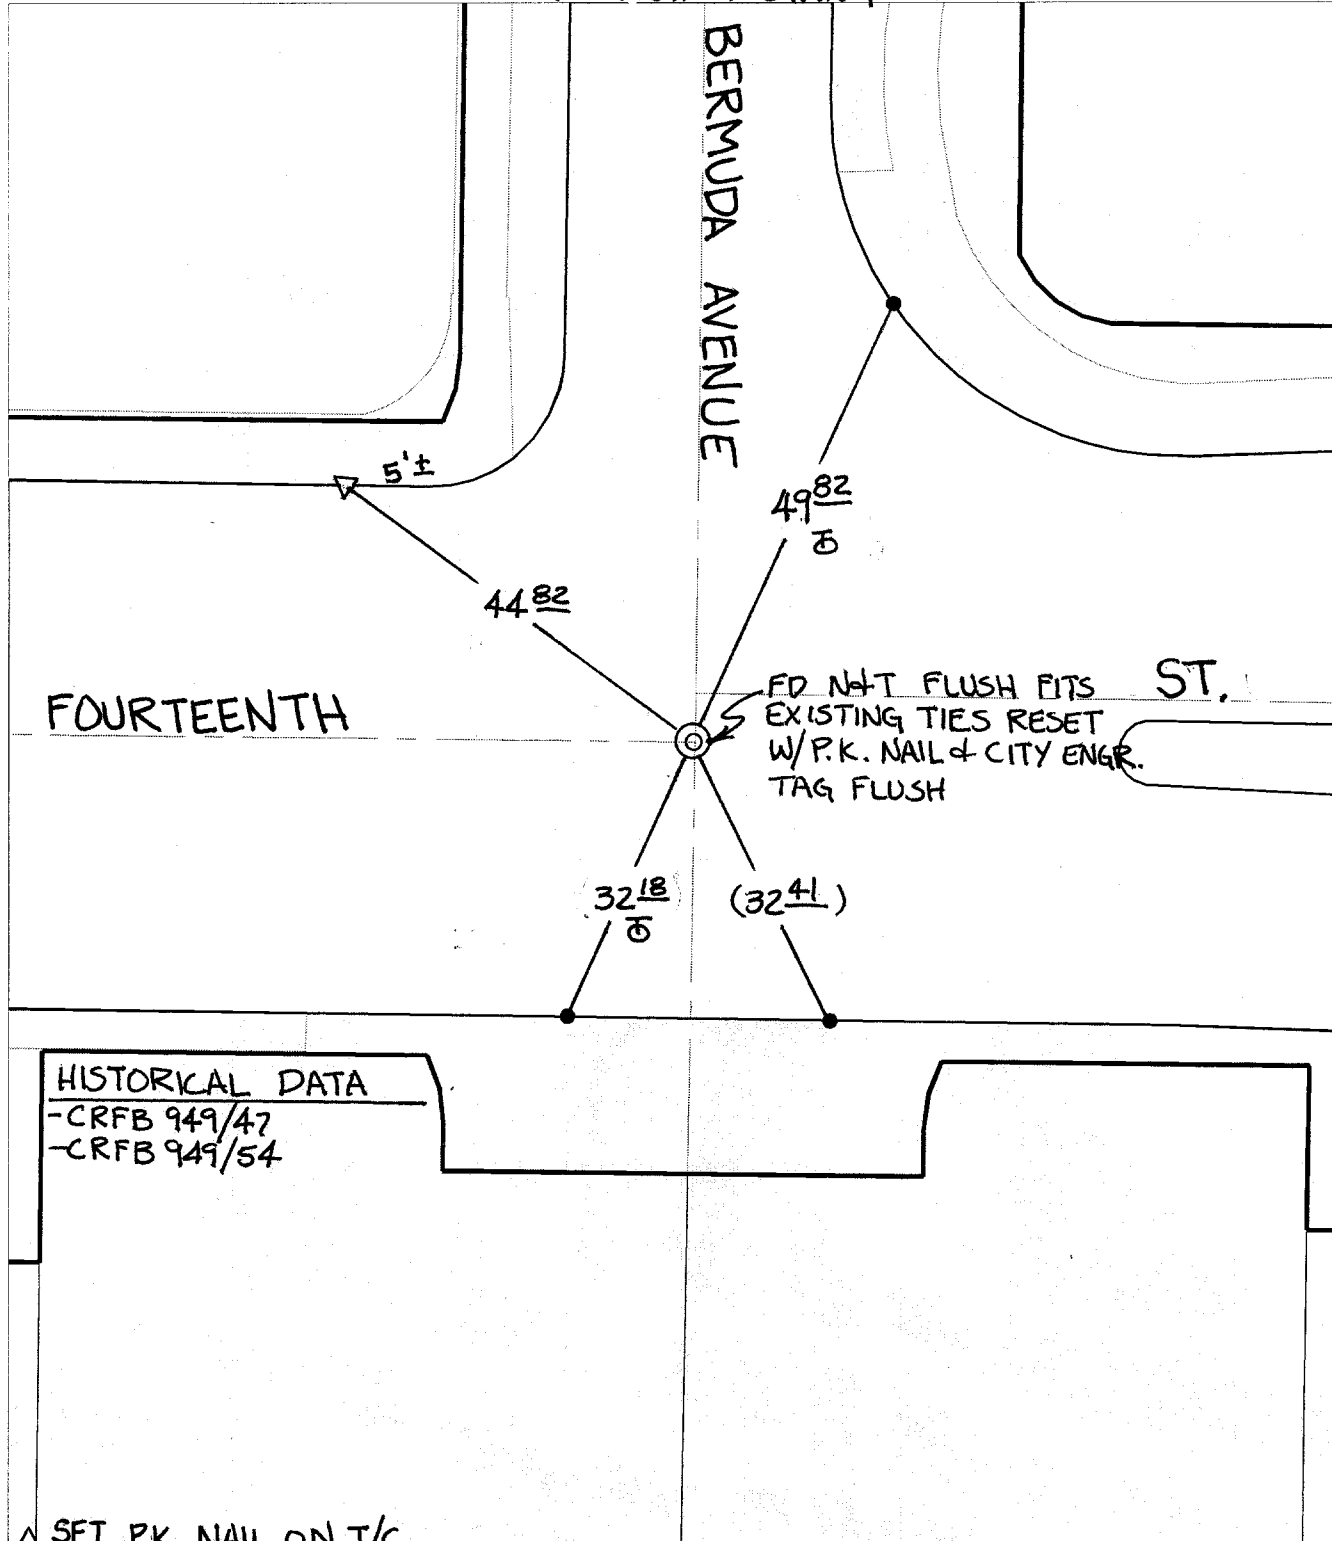 BERMUDA AVENUE
5'±
49 82
44 82
FOURTEENTH
ST.
FD N&T FLUSH FITS
EXISTING TIES RESET
W/P.K. NAIL & CITY ENGR.
TAG FLUSH
32 18
(32 41)
HISTORICAL DATA
-CRFB 949/47
-CRFB 949/54
SET P.K. NAIL ON T/C